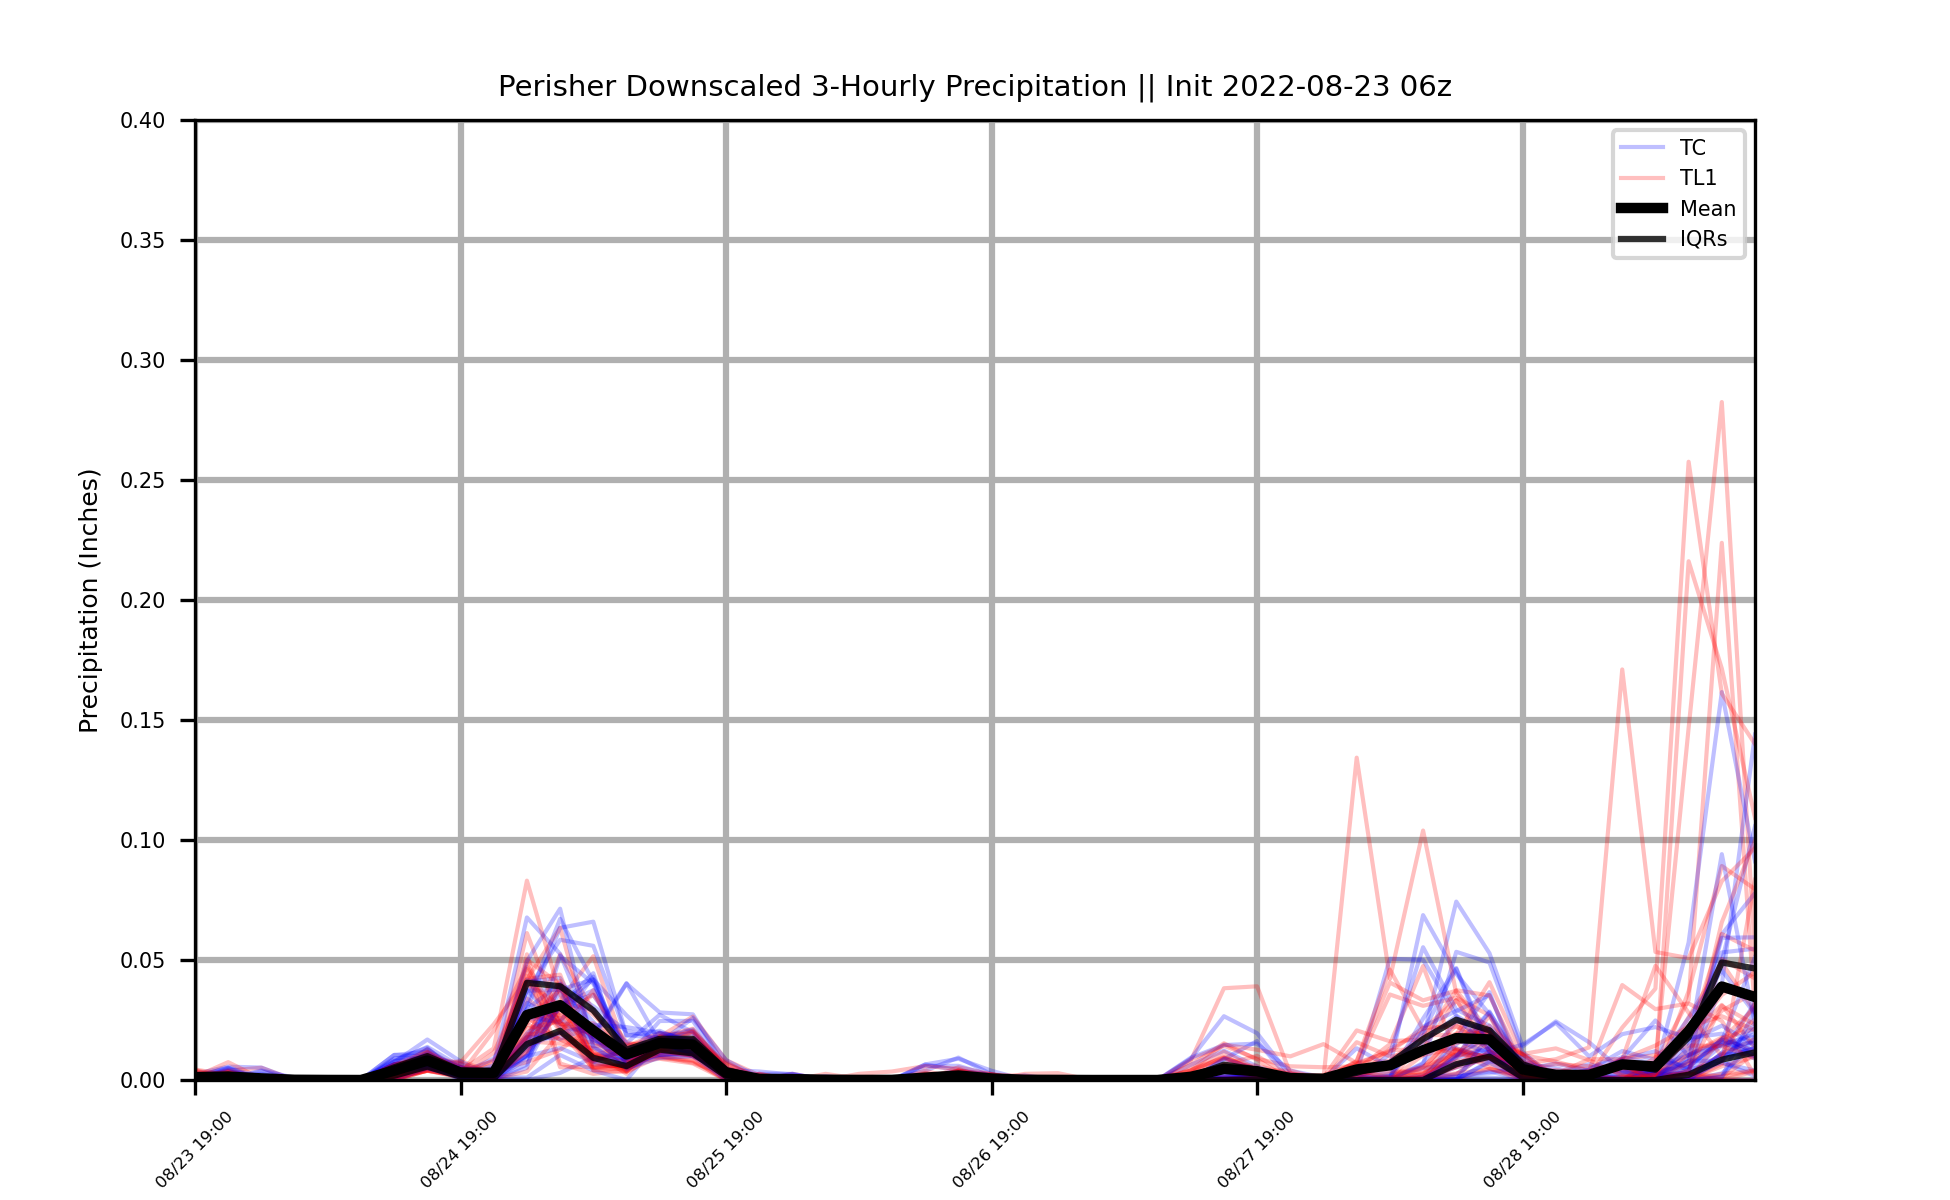 Perisher Downscaled 3-Hourly Precipitation || Init 2022-08-23 06z
TC
TL1
Mean
IQRs
Precipitation (Inches)
0.40
0.35
0.30
0.25
0.20
0.15
0.10
0.05
0.00
08/23 19:00
08/24 19:00
08/25 19:00
08/26 19:00
08/27 19:00
08/28 19:00